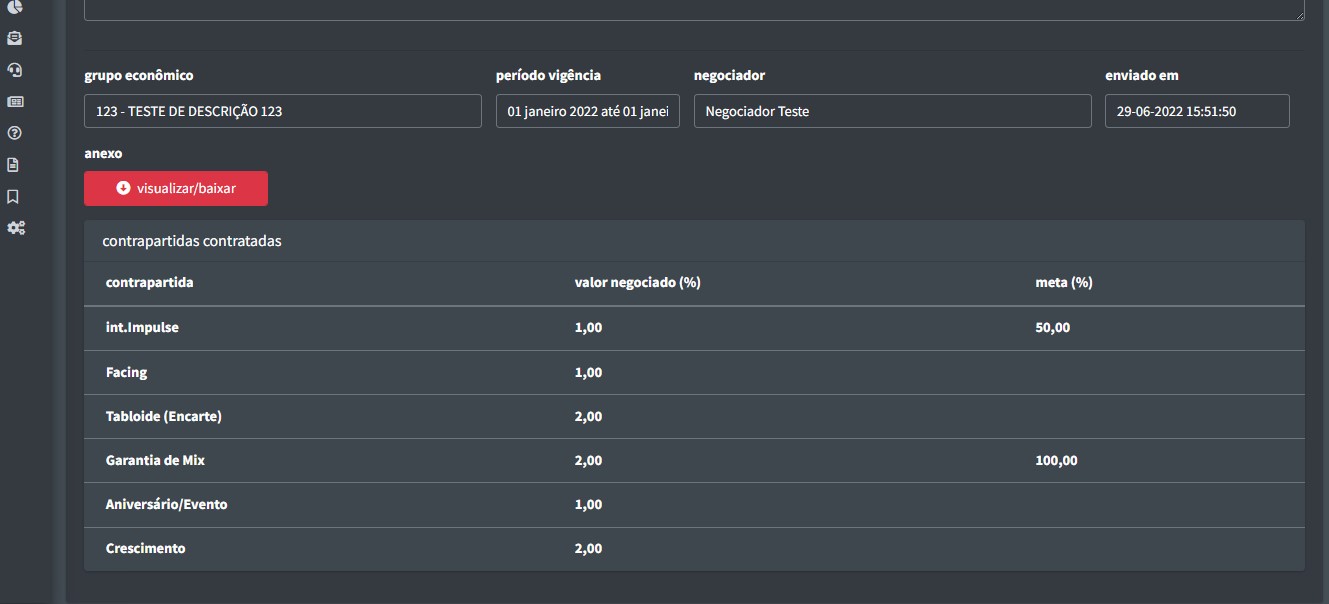 grupo econômico período vigência negociador enviado em
123 - TESTE DE DESCRIÇÃO 123 01 janeiro 2022 até 01 janei Negociador Teste 29-06-2022 15:51:50
anexo
visualizar/baixar
contrapartidas contratadas
contrapartida valor negociado (%) meta (%)
int.Impulse 1,00 50,00
Facing 1,00
Tabloide (Encarte) 2,00
Garantia de Mix 2,00 100,00
Aniversário/Evento 1,00
Crescimento 2,00